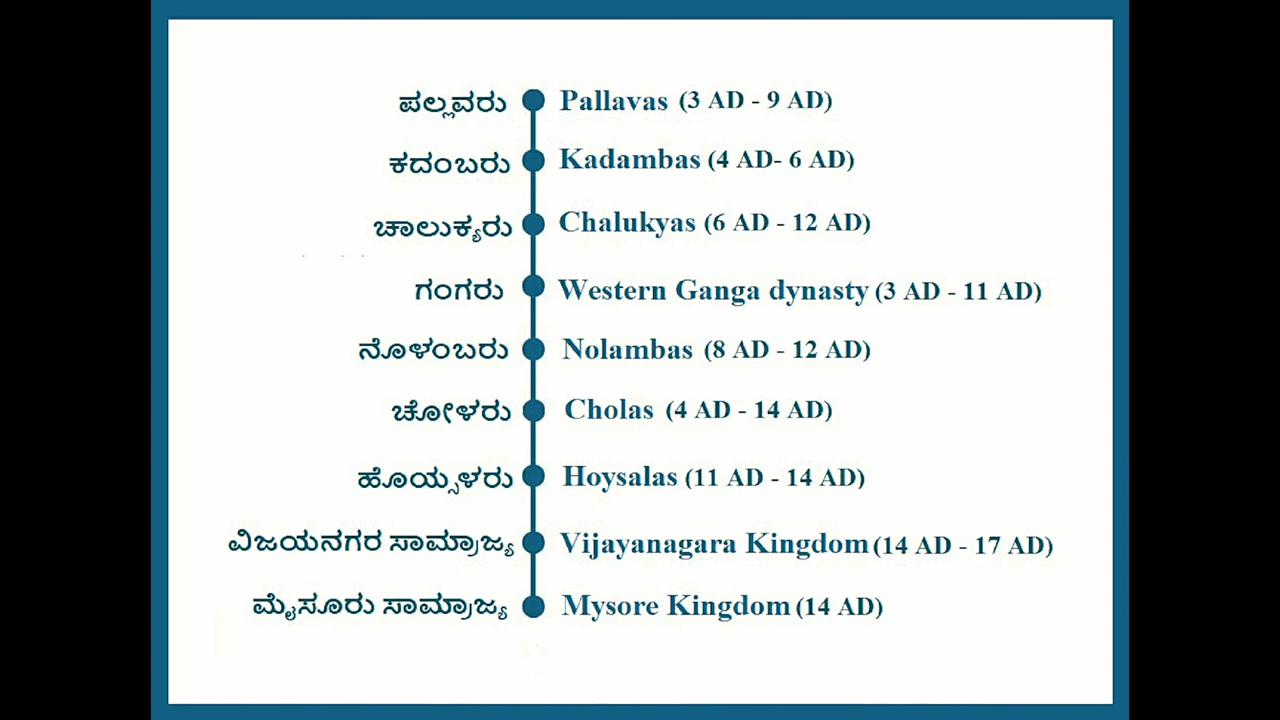 ಪಲ್ಲವರು Pallavas (3 AD - 9 AD)
ಕದಂಬರು Kadambas (4 AD- 6 AD)
ಚಾಲುಕ್ಯರು Chalukyas (6 AD - 12 AD)
ಗಂಗರು Western Ganga dynasty (3 AD - 11 AD)
ನೊಳಂಬರು Nolambas (8 AD - 12 AD)
ಚೋಳರು Cholas (4 AD - 14 AD)
ಹೊಯ್ಸಳರು Hoysalas (11 AD - 14 AD)
ವಿಜಯನಗರ ಸಾಮ್ರಾಜ್ಯ Vijayanagara Kingdom (14 AD - 17 AD)
ಮೈಸೂರು ಸಾಮ್ರಾಜ್ಯ Mysore Kingdom (14 AD)